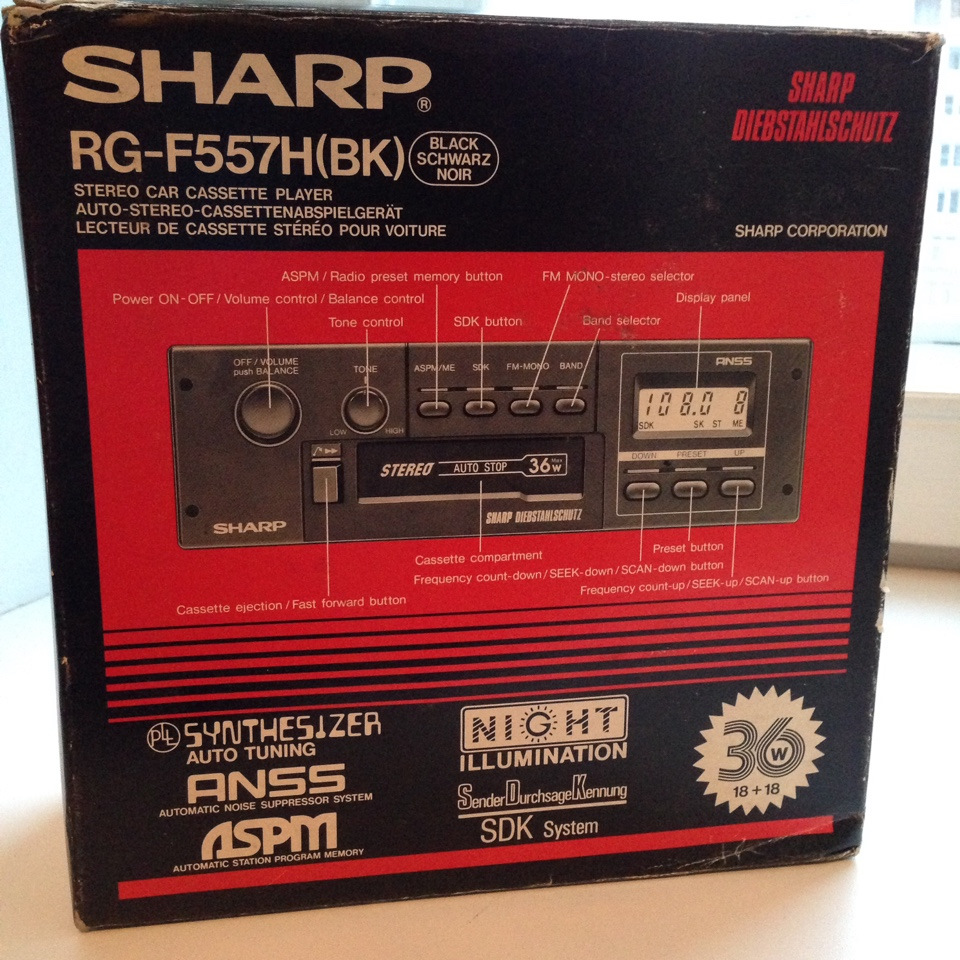 SHARP®
SHARP
DIEBSTAHLSCHUTZ
RG-F557H(BK)
BLACK
SCHWARZ
NOIR
STEREO CAR CASSETTE PLAYER
AUTO-STEREO-CASSETTENABSPIELGERÄT
LECTEUR DE CASSETTE STÉRÉO POUR VOITURE
SHARP CORPORATION
ASPM / Radio preset memory button
FM MONO-stereo selector
Power ON-OFF / Volume control / Balance control
Display panel
Tone control
SDK button
Band selector
OFF / VOLUME
push BALANCE
TONE
LOW
HIGH
ASPM/ME
SDK
FM-MONO
BAND
ANSS
108.0 8
SDK
SK ST ME
DOWN
PRESET
UP
STEREO
AUTO STOP
36 Max W
SHARP DIEBSTAHLSCHUTZ
SHARP
Cassette compartment
Preset button
Frequency count-down / SEEK-down / SCAN-down button
Frequency count-up / SEEK-up / SCAN-up button
Cassette ejection / Fast forward button
PLL SYNTHESIZER
AUTO TUNING
ANSS
AUTOMATIC NOISE SUPPRESSOR SYSTEM
ASPM
AUTOMATIC STATION PROGRAM MEMORY
NIGHT
ILLUMINATION
SenderDurchsageKennung
SDK System
36 W
18 + 18